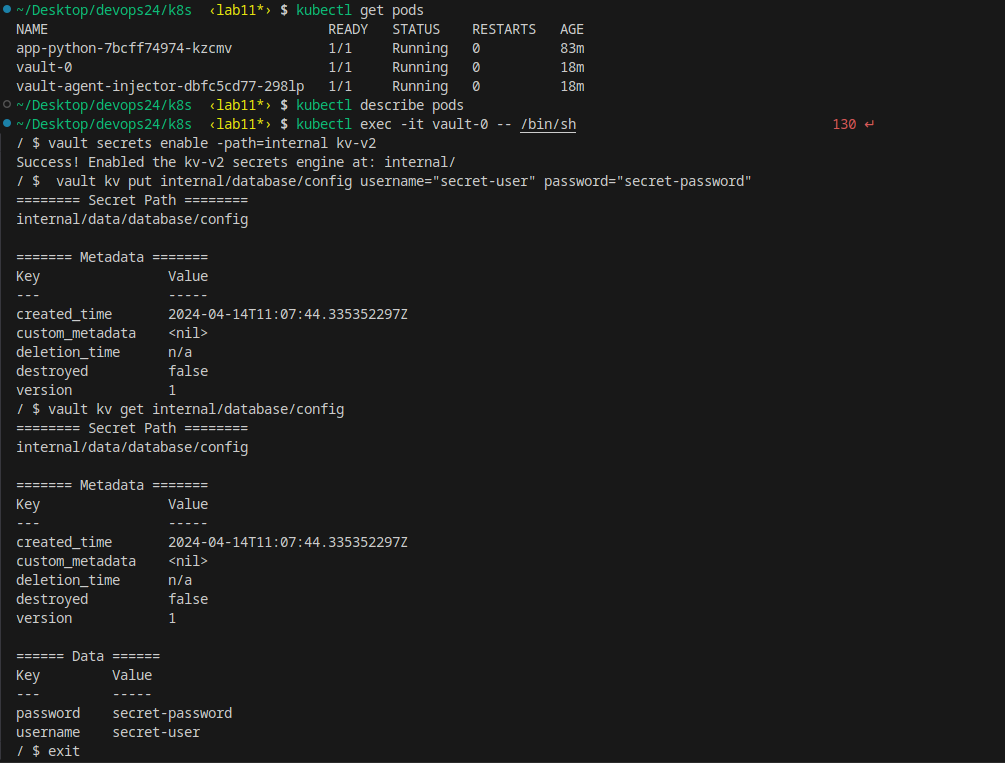 ~/Desktop/devops24/k8s ‹lab11*› $ kubectl get pods
NAME                                   READY   STATUS    RESTARTS   AGE
app-python-7bcff74974-kzcmv            1/1     Running   0          83m
vault-0                                1/1     Running   0          18m
vault-agent-injector-dbfc5cd77-298lp   1/1     Running   0          18m
~/Desktop/devops24/k8s ‹lab11*› $ kubectl describe pods
~/Desktop/devops24/k8s ‹lab11*› $ kubectl exec -it vault-0 -- /bin/sh 130 ↵
/ $ vault secrets enable -path=internal kv-v2
Success! Enabled the kv-v2 secrets engine at: internal/
/ $  vault kv put internal/database/config username="secret-user" password="secret-password"
======== Secret Path ========
internal/data/database/config

======= Metadata =======
Key                Value
---                -----
created_time       2024-04-14T11:07:44.335352297Z
custom_metadata    <nil>
deletion_time      n/a
destroyed          false
version            1
/ $ vault kv get internal/database/config
======== Secret Path ========
internal/data/database/config

======= Metadata =======
Key                Value
---                -----
created_time       2024-04-14T11:07:44.335352297Z
custom_metadata    <nil>
deletion_time      n/a
destroyed          false
version            1

====== Data ======
Key         Value
---         -----
password    secret-password
username    secret-user
/ $ exit